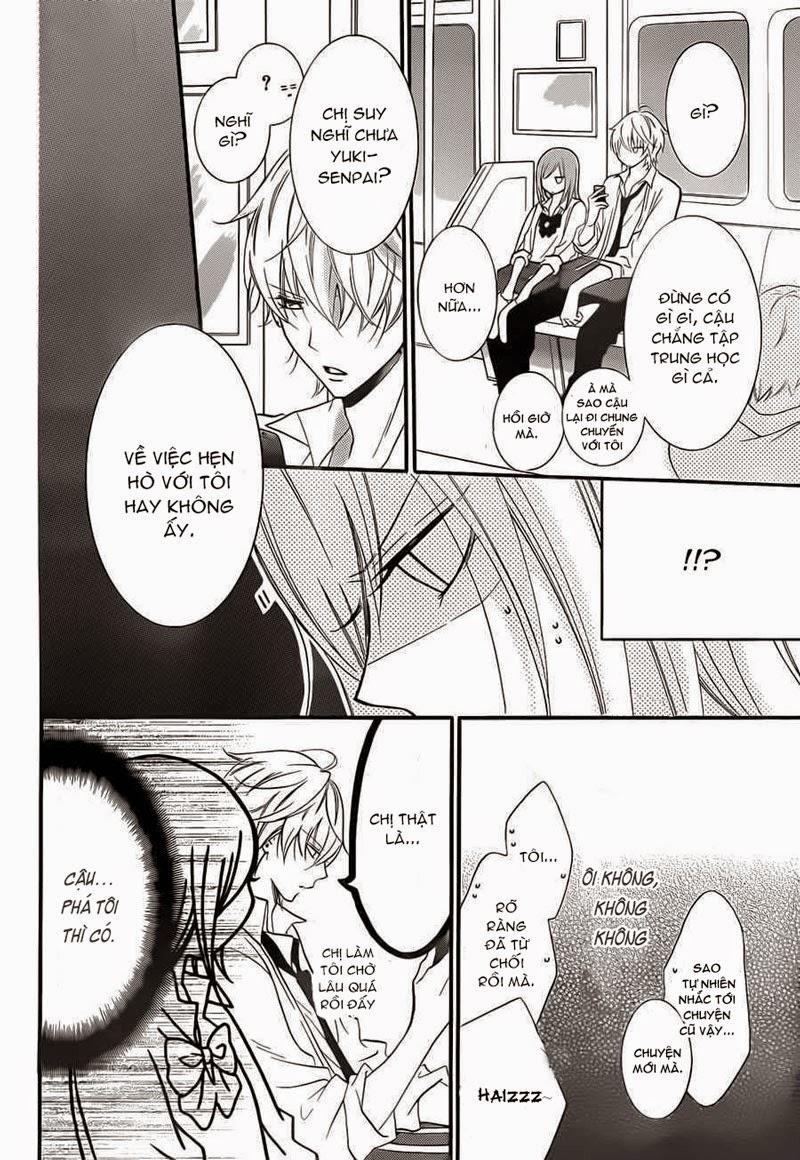 GÌ?
ĐỪNG CÓ
GÌ GÌ, CẬU
CHẲNG TẬP
TRUNG HỌC
GÌ CẢ.
À MÀ
SAO CẬU
LẠI ĐI CHUNG
CHUYẾN
VỚI TÔI
HỒI GIỜ
MÀ.
HƠN
NỮA...
CHỊ SUY
NGHĨ CHƯA
YUKI-
SENPAI?
?
NGHĨ
GÌ?
VỀ VIỆC HẸN
HÒ VỚI TÔI
HAY KHÔNG
ẤY.
!!?
SAO
TỰ NHIÊN
NHẮC TỚI
CHUYỆN
CŨ VẬY...
CHUYỆN
MỚI MÀ.
ÔI KHÔNG,
KHÔNG
KHÔNG
TÔI...
RÕ
RÀNG
ĐÃ TỪ
CHỐI
RỒI MÀ.
HAIZZZ~
CHỊ THẬT
LÀ...
CHỊ LÀM
TÔI CHỜ
LÂU QUÁ
RỒI ĐẤY
CẬU...
PHÁ TÔI
THÌ CÓ.